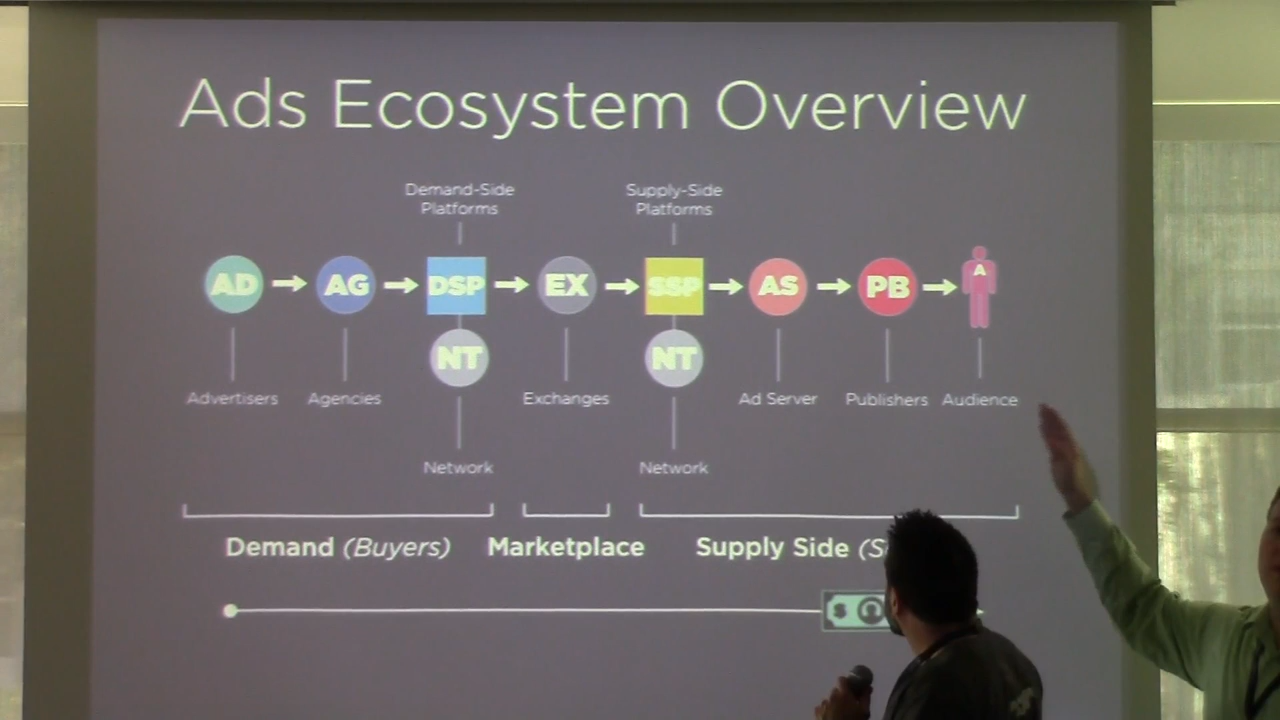 Ads Ecosystem Overview
Demand-Side
Platforms
Supply-Side
Platforms
AD
AG
DSP
EX
SSP
AS
PB
A
NT
NT
Advertisers
Agencies
Exchanges
Ad Server
Publishers
Audience
Network
Network
Demand (Buyers)
Marketplace
Supply Side
$